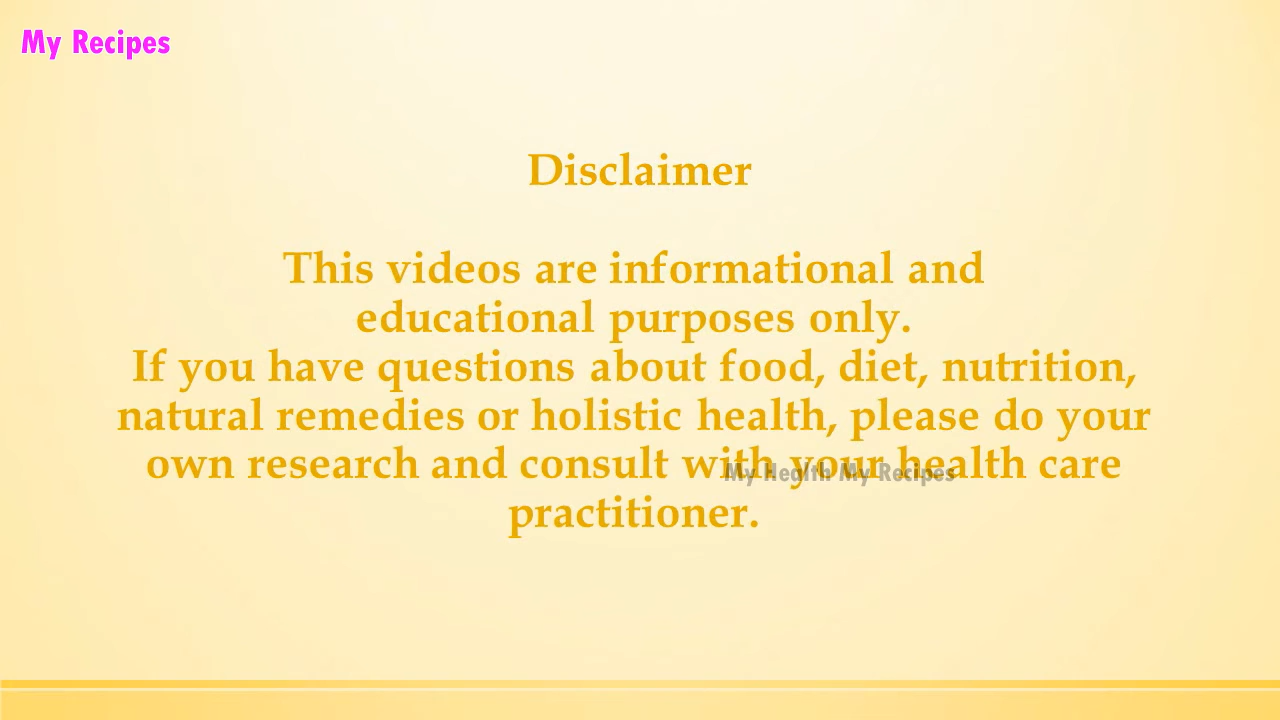 My Recipes
Disclaimer
This videos are informational and
educational purposes only.
If you have questions about food, diet, nutrition,
natural remedies or holistic health, please do your
own research and consult with your health care
My Health My Recipes
practitioner.